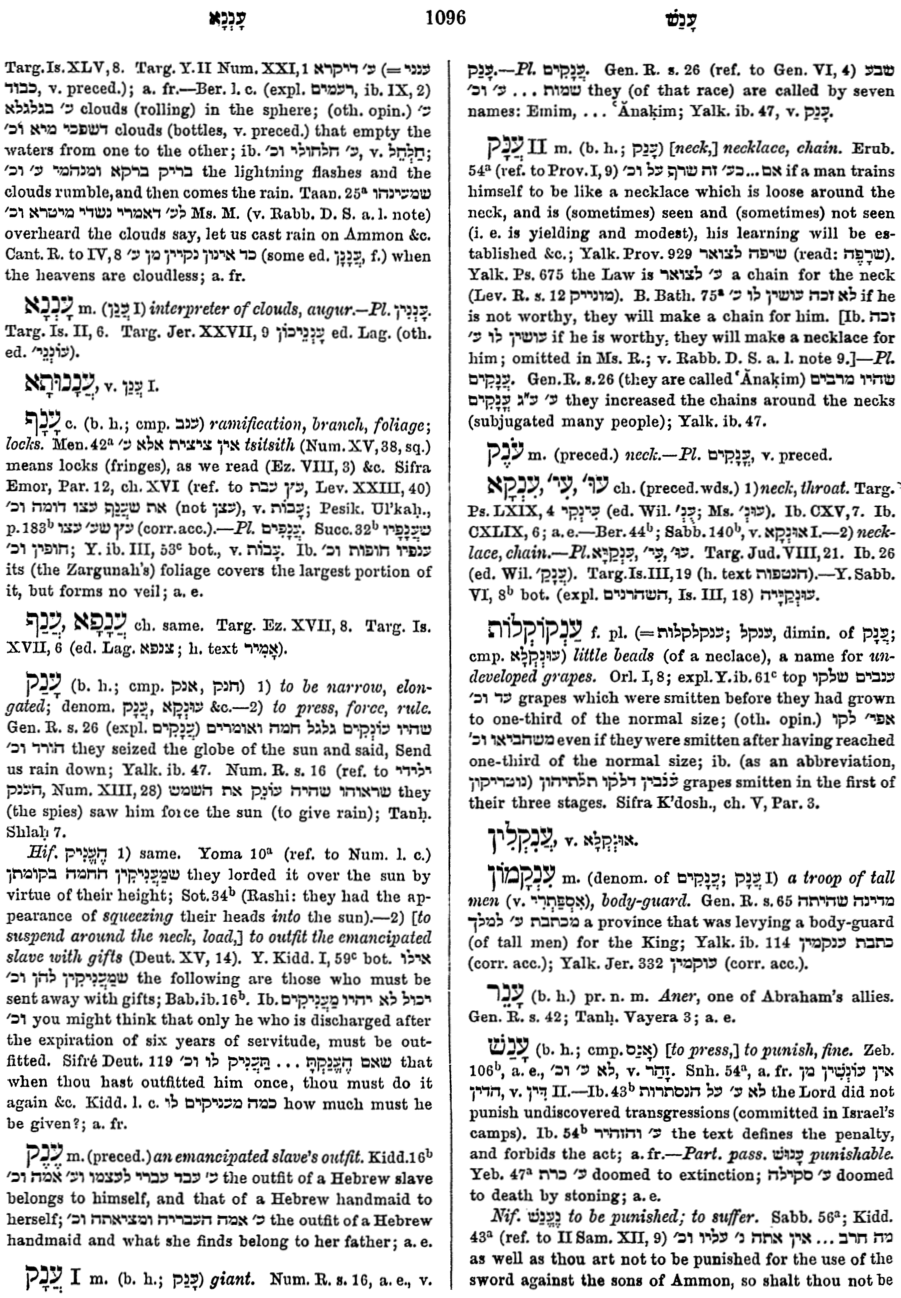 עָנְנָא 1096 עָנַשׁ
Targ. Is. XLV, 8. Targ. Y. II Num. XXI, 1 ע' דיקרא (=ענני
כבוד, v. preced.); a. fr.—Ber. l. c. (expl. רעמים, ib. IX, 2)
ע' בגלגלא clouds (rolling) in the sphere; (oth. opin.) ע'
דשפכי מיא וכ' clouds (bottles, v. preced.) that empty the
waters from one to the other; ib. ע' חלחולי וכ', v. חַלְחֵל;
בריק ברקא ומנהמי ע' וכ' the lightning flashes and the
clouds rumble, and then comes the rain. Taan. 25ᵃ שמעינהו
לע' דאמרי נשדי מיטרא וכ' Ms. M. (v. Rabb. D. S. a. l. note)
overheard the clouds say, let us cast rain on Ammon &c.
Cant. R. to IV, 8 כד אינון נקיין מן ע' (some ed. עֲנָנָן, f.) when
the heavens are cloudless; a. fr.
עָנְנָא m. (עָנַן I) interpreter of clouds, augur.—Pl. עָנְנִין.
Targ. Is. II, 6. Targ. Jer. XXVII, 9 עָנְנֵיכוֹן ed. Lag. (oth.
ed. עוֹנְנֵי').
עֲנָנוּתָא, v. עֲנַן I.
עָנָף c. (b. h.; cmp. ענב) ramification, branch, foliage;
locks. Men. 42ᵃ אין ציצית אלא ע' tsitsith (Num. XV, 38, sq.)
means locks (fringes), as we read (Ez. VIII, 3) &c. Sifra
Emor, Par. 12, ch. XVI (ref. to עץ עבת, Lev. XXIII, 40)
את שעֲנַף עצו דומה וכ' (not עצן), v. עָבוֹת; Pesik. Ul'kaḥ.,
p. 183ᵇ עץ שע' עצו (corr. acc.).—Pl. עֲנָפִים. Succ. 32ᵇ שעֲנָפָיו
חופין וכ'; Y. ib. III, 53ᶜ bot., v. עָבוֹת. Ib. ענפיו חופות וכ'
its (the Zargunah's) foliage covers the largest portion of
it, but forms no veil; a. e.
עֲנַף, עֲנָפָא ch. same. Targ. Ez. XVII, 8. Targ. Is.
XVII, 6 (ed. Lag. צנפא; h. text אָמִיר).
עָנַק (b. h.; cmp. חנק, אנק) 1) to be narrow, elon-
gated; denom. עֲנָק, עוּנְקָא &c.—2) to press, force, rule.
Gen. R. s. 26 (expl. עֲנָקִים) שהיו עונקים גלגל חמה ואומרים
הורד וכ' they seized the globe of the sun and said, Send
us rain down; Yalk. ib. 47. Num. R. s. 16 (ref. to ילידי
הענק, Num. XIII, 28) שראוהו שהיה עונק את השמש they
(the spies) saw him force the sun (to give rain); Tanḥ.
Shlaḥ 7.
Hif. הֶעֱנִיק 1) same. Yoma 10ᵃ (ref. to Num. l. c.)
שמַעֲנִיקִין החמה בקומתן they lorded it over the sun by
virtue of their height; Sot. 34ᵇ (Rashi: they had the ap-
pearance of squeezing their heads into the sun).—2) [to
suspend around the neck, load,] to outfit the emancipated
slave with gifts (Deut. XV, 14). Y. Kidd. I, 59ᶜ bot. אילו
שמַעֲנִיקִין להן וכ' the following are those who must be
sent away with gifts; Bab. ib. 16ᵇ. Ib. יכול לא יהיו מַעֲנִיקִים
וכ' you might think that only he who is discharged after
the expiration of six years of servitude, must be out-
fitted. Sifré Deut. 119 שאם הֶעֱנַקְתָּ ... תַּעֲנִיק לו וכ' that
when thou hast outfitted him once, thou must do it
again &c. Kidd. l. c. כמה מעניקים לו how much must he
be given?; a. fr.
עֶנֶק m. (preced.) an emancipated slave's outfit. Kidd. 16ᵇ
ע' עבד עברי לעצמו וע' אמה וכ' the outfit of a Hebrew slave
belongs to himself, and that of a Hebrew handmaid to
herself; ע' אמה העבריה ומציאתה וכ' the outfit of a Hebrew
handmaid and what she finds belong to her father; a. e.
עֲנָק I m. (b. h.; עָנַק) giant. Num. R. s. 16, a. e., v.
עָנַק.—Pl. עֲנָקִים. Gen. R. s. 26 (ref. to Gen. VI, 4) שבע
שמות ... ע' וכ' they (of that race) are called by seven
names: Emim, ... ʿĂnaḳim; Yalk. ib. 47, v. עָנַק.
עֲנָק II m. (b. h.; עָנַק) [neck,] necklace, chain. Erub.
54ᵃ (ref. to Prov. I, 9) אם...כע' זה שרף על וכ' if a man trains
himself to be like a necklace which is loose around the
neck, and is (sometimes) seen and (sometimes) not seen
(i. e. is yielding and modest), his learning will be es-
tablished &c.; Yalk. Prov. 929 שיפה לצואר (read: שרָפֶה).
Yalk. Ps. 675 the Law is ע' לצואר a chain for the neck
(Lev. R. s. 12 מונייק). B. Bath. 75ᵃ לא זכה עושין לו ע' if he
is not worthy, they will make a chain for him. [Ib. זכה
עושין לו ע' if he is worthy, they will make a necklace for
him; omitted in Ms. R.; v. Rabb. D. S. a. l. note 9.]—Pl.
עֲנָקִים. Gen. R. s. 26 (they are called ʿĂnaḳim) שהיו מרבים
ע' ע"ג עֲנָקִים they increased the chains around the necks
(subjugated many people); Yalk. ib. 47.
עֹנֶק m. (preced.) neck.—Pl. עֲנָקִים, v. preced.
עוּ', עִי', עֻנְקָא ch. (preced. wds.) 1) neck, throat. Targ.
Ps. LXIX, 4 עינקי (ed. Wil. עֻנְ'; Ms. עוּנְ'). Ib. CXV, 7. Ib.
CXLIX, 6; a. e.—Ber. 44ᵇ; Sabb. 140ᵇ, v. אוּנְקָא I.—2) neck-
lace, chain.—Pl. עֻנְקַיָּא, עִי', עוּ'. Targ. Jud. VIII, 21. Ib. 26
(ed. Wil. עֲנָק'). Targ. Is. III, 19 (h. text הנטפות).—Y. Sabb.
VI, 8ᵇ bot. (expl. השהרנים, Is. III, 18) עוּנְקַיָּיה.
עַנְקוֹקְלוֹת f. pl. (=ענקלקלות; ענקל, dimin. of עֲנָק;
cmp. עוּנְקְלָא) little beads (of a neclace), a name for un-
developed grapes. Orl. I, 8; expl. Y. ib. 61ᶜ top ענבים שלקו
עד וכ' grapes which were smitten before they had grown
to one-third of the normal size; (oth. opin.) אפי' לקו
משהביאו וכ' even if they were smitten after having reached
one-third of the normal size; ib. (as an abbreviation,
נוטריקון) עִנְבִין דלקו תלתיהון grapes smitten in the first of
their three stages. Sifra K'dosh., ch. V, Par. 3.
עֻנְקְלִין, v. אוּנְקְלָא.
עִנְקְמוֹן m. (denom. of עֲנָקִים; עֲנָק I) a troop of tall
men (v. אִסְפַּתְרִי), body-guard. Gen. R. s. 65 מדינה שהיתה
מכתבת ע' למלך a province that was levying a body-guard
(of tall men) for the King; Yalk. ib. 114 כתבת ענקמין
(corr. acc.); Yalk. Jer. 332 עוקמין (corr. acc.).
עָנֵר (b. h.) pr. n. m. Aner, one of Abraham's allies.
Gen. R. s. 42; Tanḥ. Vayera 3; a. e.
עָנַשׁ (b. h.; cmp. אָנַס) [to press,] to punish, fine. Zeb.
106ᵇ, a. e., לא ע' וכ', v. זָהַר. Snh. 54ᵃ, a. fr. אין עוֹנְשִׁין מן
הדין, v. דִּין II.—Ib. 43ᵇ לא ע' על הנסתרות the Lord did not
punish undiscovered transgressions (committed in Israel's
camps). Ib. 54ᵇ ע' והזהיר the text defines the penalty,
and forbids the act; a. fr.—Part. pass. עָנוּשׁ punishable.
Yeb. 47ᵃ ע' כרת doomed to extinction; ע' סקילה doomed
to death by stoning; a. e.
Nif. נֶעֱנַשׁ to be punished; to suffer. Sabb. 56ᵃ; Kidd.
43ᵃ (ref. to II Sam. XII, 9) מה חרב ... אין אתה נ' עליו וכ'
as well as thou art not to be punished for the use of the
sword against the sons of Ammon, so shalt thou not be